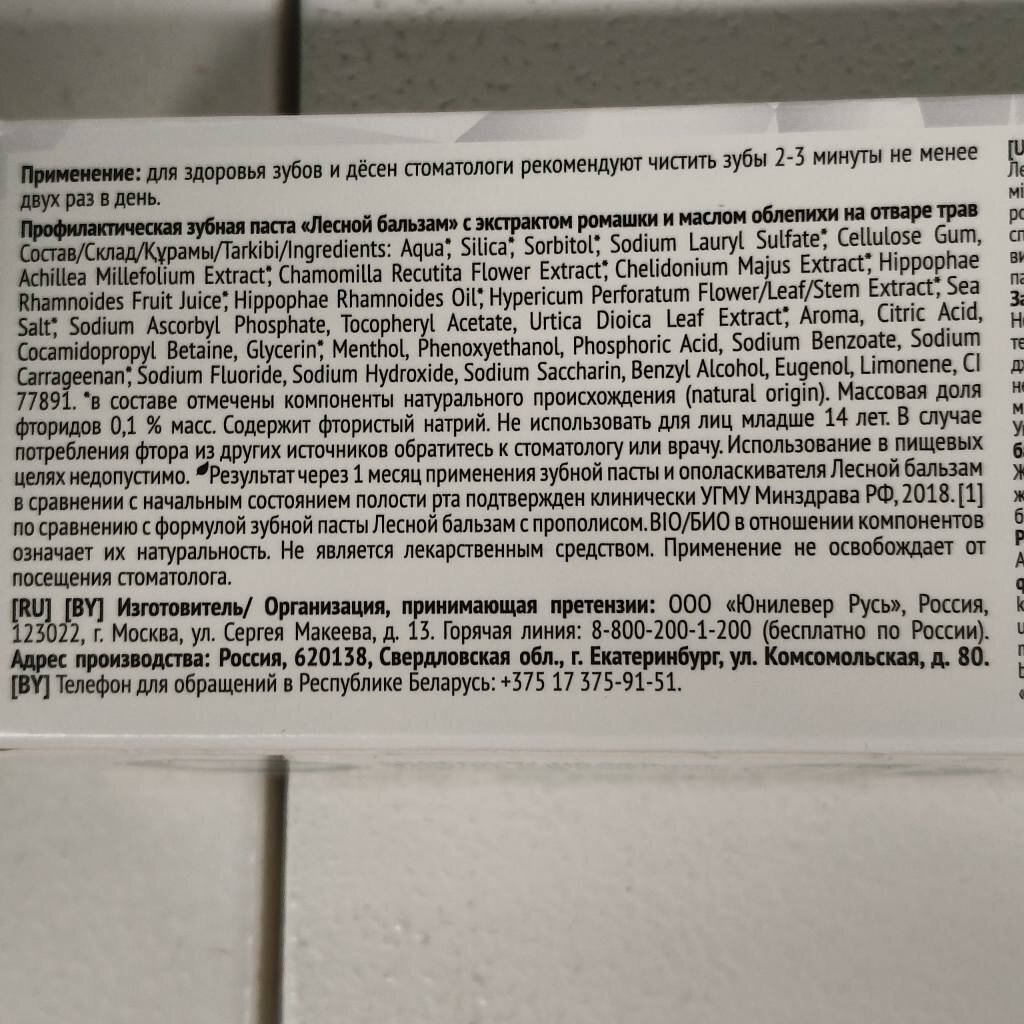 Применение: для здоровья зубов и дёсен стоматологи рекомендуют чистить зубы 2-3 минуты не менее
двух раз в день.
Профилактическая зубная паста «Лесной бальзам» с экстрактом ромашки и маслом облепихи на отваре трав
Состав/Склад/Құрамы/Tarkibi/Ingredients: Aqua*, Silica*, Sorbitol*, Sodium Lauryl Sulfate*, Cellulose Gum,
Achillea Millefolium Extract*, Chamomilla Recutita Flower Extract*, Chelidonium Majus Extract*, Hippophae
Rhamnoides Fruit Juice*, Hippophae Rhamnoides Oil*, Hypericum Perforatum Flower/Leaf/Stem Extract*, Sea
Salt*, Sodium Ascorbyl Phosphate, Tocopheryl Acetate, Urtica Dioica Leaf Extract*, Aroma, Citric Acid,
Cocamidopropyl Betaine, Glycerin*, Menthol, Phenoxyethanol, Phosphoric Acid, Sodium Benzoate, Sodium
Carrageenan*, Sodium Fluoride, Sodium Hydroxide, Sodium Saccharin, Benzyl Alcohol, Eugenol, Limonene, CI
77891. *в составе отмечены компоненты натурального происхождения (natural origin). Массовая доля
фторидов 0,1 % масс. Содержит фтористый натрий. Не использовать для лиц младше 14 лет. В случае
потребления фтора из других источников обратитесь к стоматологу или врачу. Использование в пищевых
целях недопустимо. Результат через 1 месяц применения зубной пасты и ополаскивателя Лесной бальзам
в сравнении с начальным состоянием полости рта подтвержден клинически УГМУ Минздрава РФ, 2018. [1]
по сравнению с формулой зубной пасты Лесной бальзам с прополисом. BIO/БИО в отношении компонентов
означает их натуральность. Не является лекарственным средством. Применение не освобождает от
посещения стоматолога.
[RU] [BY] Изготовитель/ Организация, принимающая претензии: ООО «Юнилевер Русь», Россия,
123022, г. Москва, ул. Сергея Макеева, д. 13. Горячая линия: 8-800-200-1-200 (бесплатно по России).
Адрес производства: Россия, 620138, Свердловская обл., г. Екатеринбург, ул. Комсомольская, д. 80.
[BY] Телефон для обращений в Республике Беларусь: +375 17 375-91-51.